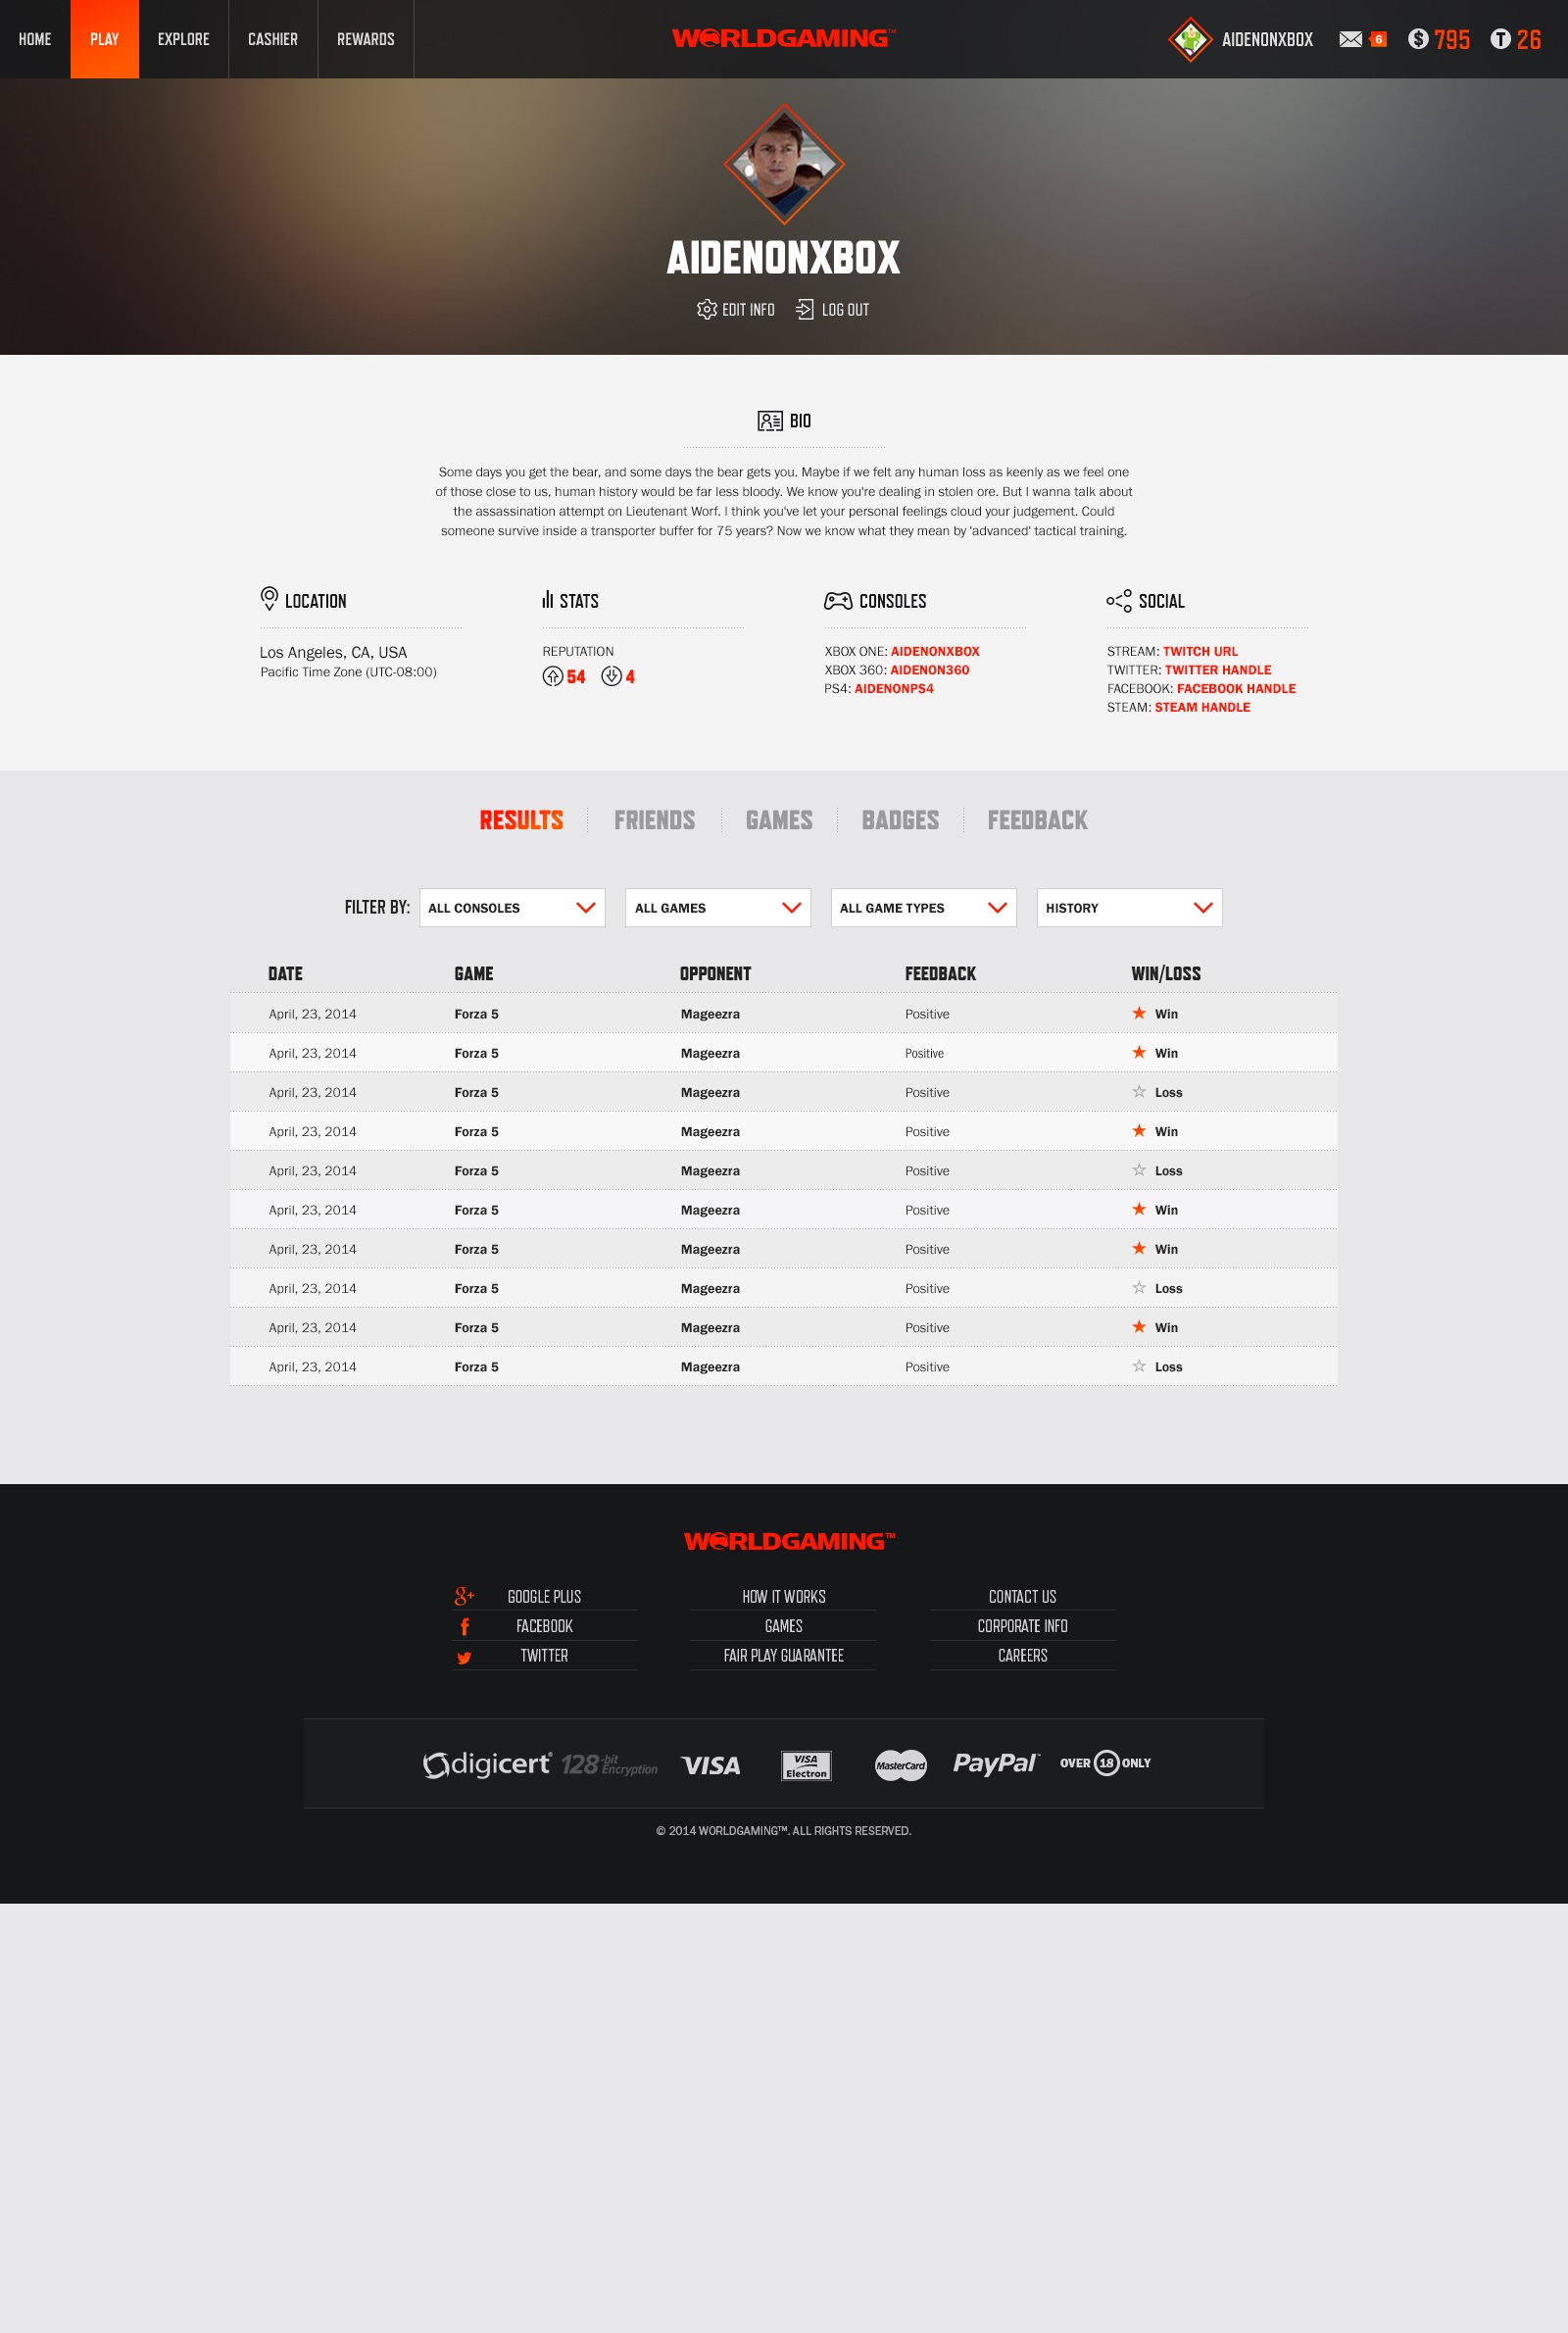 HOME PLAY EXPLORE CASHIER REWARDS WORLDGAMING™ AIDENONXBOX 6 $ 795 T 26
AIDENONXBOX
EDIT INFO LOG OUT
BIO
Some days you get the bear, and some days the bear gets you. Maybe if we felt any human loss as keenly as we feel one
of those close to us, human history would be far less bloody. We know you're dealing in stolen ore. But I wanna talk about
the assassination attempt on Lieutenant Worf. I think you've let your personal feelings cloud your judgement. Could
someone survive inside a transporter buffer for 75 years? Now we know what they mean by 'advanced' tactical training.
LOCATION
Los Angeles, CA, USA
Pacific Time Zone (UTC-08:00)
STATS
REPUTATION
54 4
CONSOLES
XBOX ONE: AIDENONXBOX
XBOX 360: AIDENON360
PS4: AIDENONPS4
SOCIAL
STREAM: TWITCH URL
TWITTER: TWITTER HANDLE
FACEBOOK: FACEBOOK HANDLE
STEAM: STEAM HANDLE
RESULTS FRIENDS GAMES BADGES FEEDBACK
FILTER BY: ALL CONSOLES ALL GAMES ALL GAME TYPES HISTORY
DATE GAME OPPONENT FEEDBACK WIN/LOSS
April, 23, 2014 Forza 5 Mageezra Positive Win
April, 23, 2014 Forza 5 Mageezra Positive Win
April, 23, 2014 Forza 5 Mageezra Positive Loss
April, 23, 2014 Forza 5 Mageezra Positive Win
April, 23, 2014 Forza 5 Mageezra Positive Loss
April, 23, 2014 Forza 5 Mageezra Positive Win
April, 23, 2014 Forza 5 Mageezra Positive Win
April, 23, 2014 Forza 5 Mageezra Positive Loss
April, 23, 2014 Forza 5 Mageezra Positive Win
April, 23, 2014 Forza 5 Mageezra Positive Loss
WORLDGAMING™
g+ GOOGLE PLUS
f FACEBOOK
TWITTER
HOW IT WORKS
GAMES
FAIR PLAY GUARANTEE
CONTACT US
CORPORATE INFO
CAREERS
digicert® 128-bit Encryption VISA VISA Electron MasterCard PayPal™ OVER 18 ONLY
© 2014 WORLDGAMING™. ALL RIGHTS RESERVED.